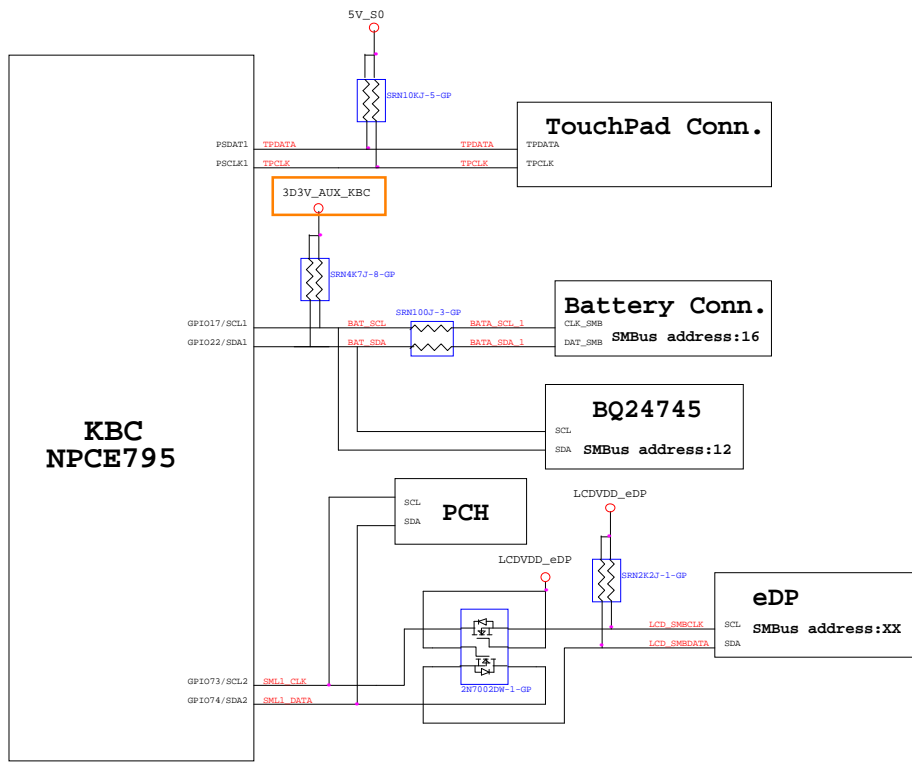 5V_S0
SRN10KJ-5-GP
TouchPad Conn.
PSDAT1 TPDATA TPDATA TPDATA
PSCLK1 TPCLK TPCLK TPCLK
3D3V_AUX_KBC
SRN4K7J-8-GP
Battery Conn.
SRN100J-3-GP
GPIO17/SCL1 BAT_SCL BATA_SCL_1 CLK_SMB
SMBus address:16
GPIO22/SDA1 BAT_SDA BATA_SDA_1 DAT_SMB
BQ24745
KBC
NPCE795
SCL
SDA SMBus address:12
LCDVDD_eDP
SCL
PCH
SDA
LCDVDD_eDP
SRN2K2J-1-GP
eDP
LCD_SMBCLK SCL
SMBus address:XX
LCD_SMBDATA SDA
GPIO73/SCL2 SML1_CLK
2N7002DW-1-GP
GPIO74/SDA2 SML1_DATA